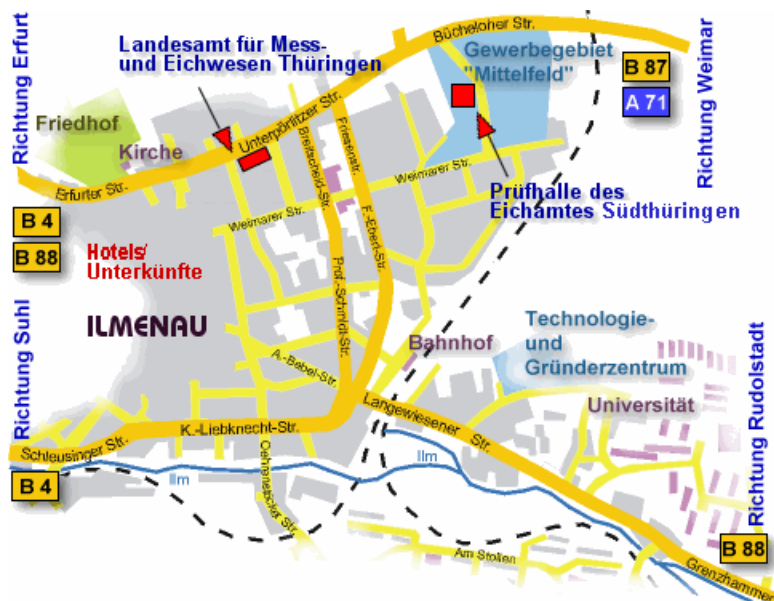 Bücheloher Str.
Landesamt für Mess-
und Eichwesen Thüringen
Gewerbegebiet
"Mittelfeld"
B 87
A 71
Richtung Erfurt
Richtung Weimar
Friedhof
Kirche
Unterpörlitzer Str.
Erfurter Str.
Breitscheid-Str.
Friesenstr.
Weimarer Str.
Weimarer Str.
Prüfhalle des
Eichamtes Südthüringen
B 4
B 88
Hotels/
Unterkünfte
F.-Ebert-Str.
Prof.-Schmidt-Str.
ILMENAU
Bahnhof
Technologie-
und
Gründerzentrum
A.-Bebel-Str.
Universität
Richtung Suhl
Richtung Rudolstadt
Langewiesener Str.
K.-Liebknecht-Str.
Schleusinger Str.
Oehrenstöcker Str.
Ilm
Ilm
B 4
Am Stollen
B 88
Grenzhammer